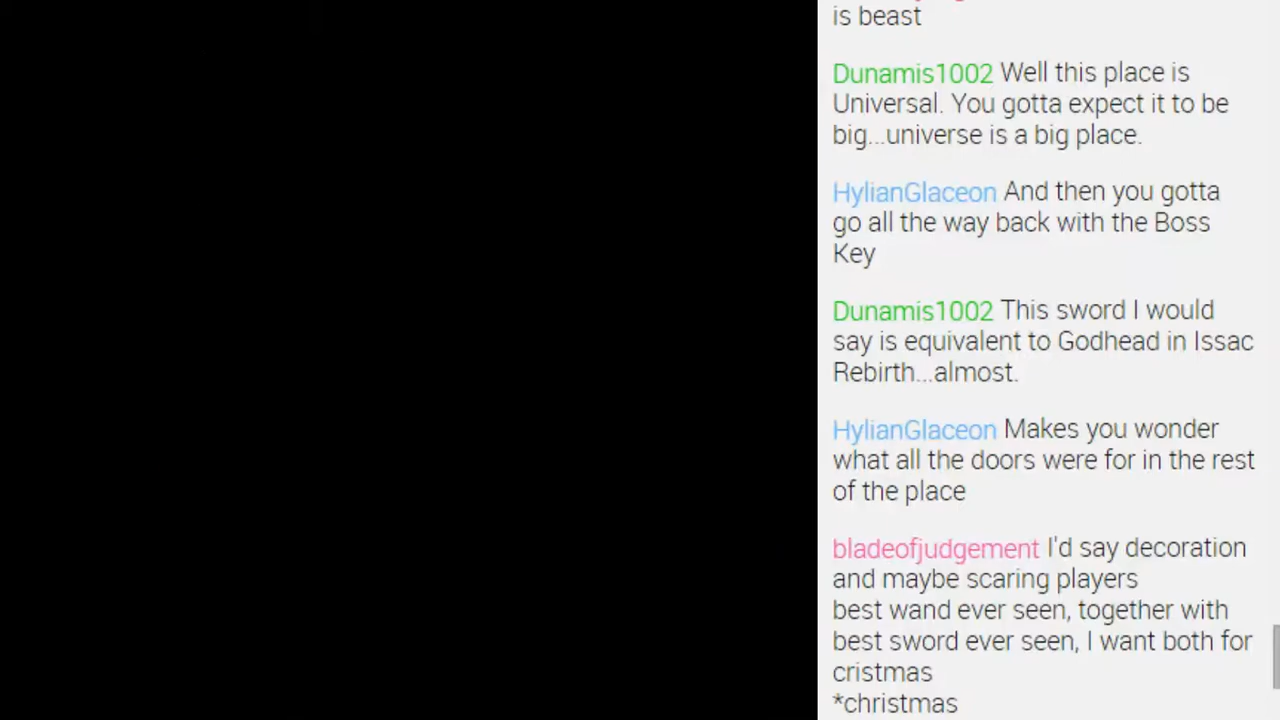 is beast
Dunamis1002 Well this place is
Universal. You gotta expect it to be
big...universe is a big place.
HylianGlaceon And then you gotta
go all the way back with the Boss
Key
Dunamis1002 This sword I would
say is equivalent to Godhead in Issac
Rebirth...almost.
HylianGlaceon Makes you wonder
what all the doors were for in the rest
of the place
bladeofjudgement I'd say decoration
and maybe scaring players
best wand ever seen, together with
best sword ever seen, I want both for
cristmas
*christmas